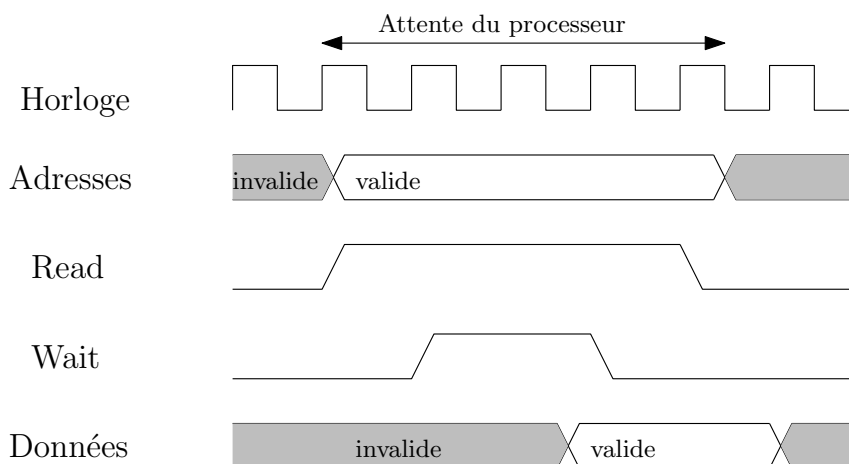 Attente du processeur
Horloge
Adresses
invalide
valide
Read
Wait
Données
invalide
valide